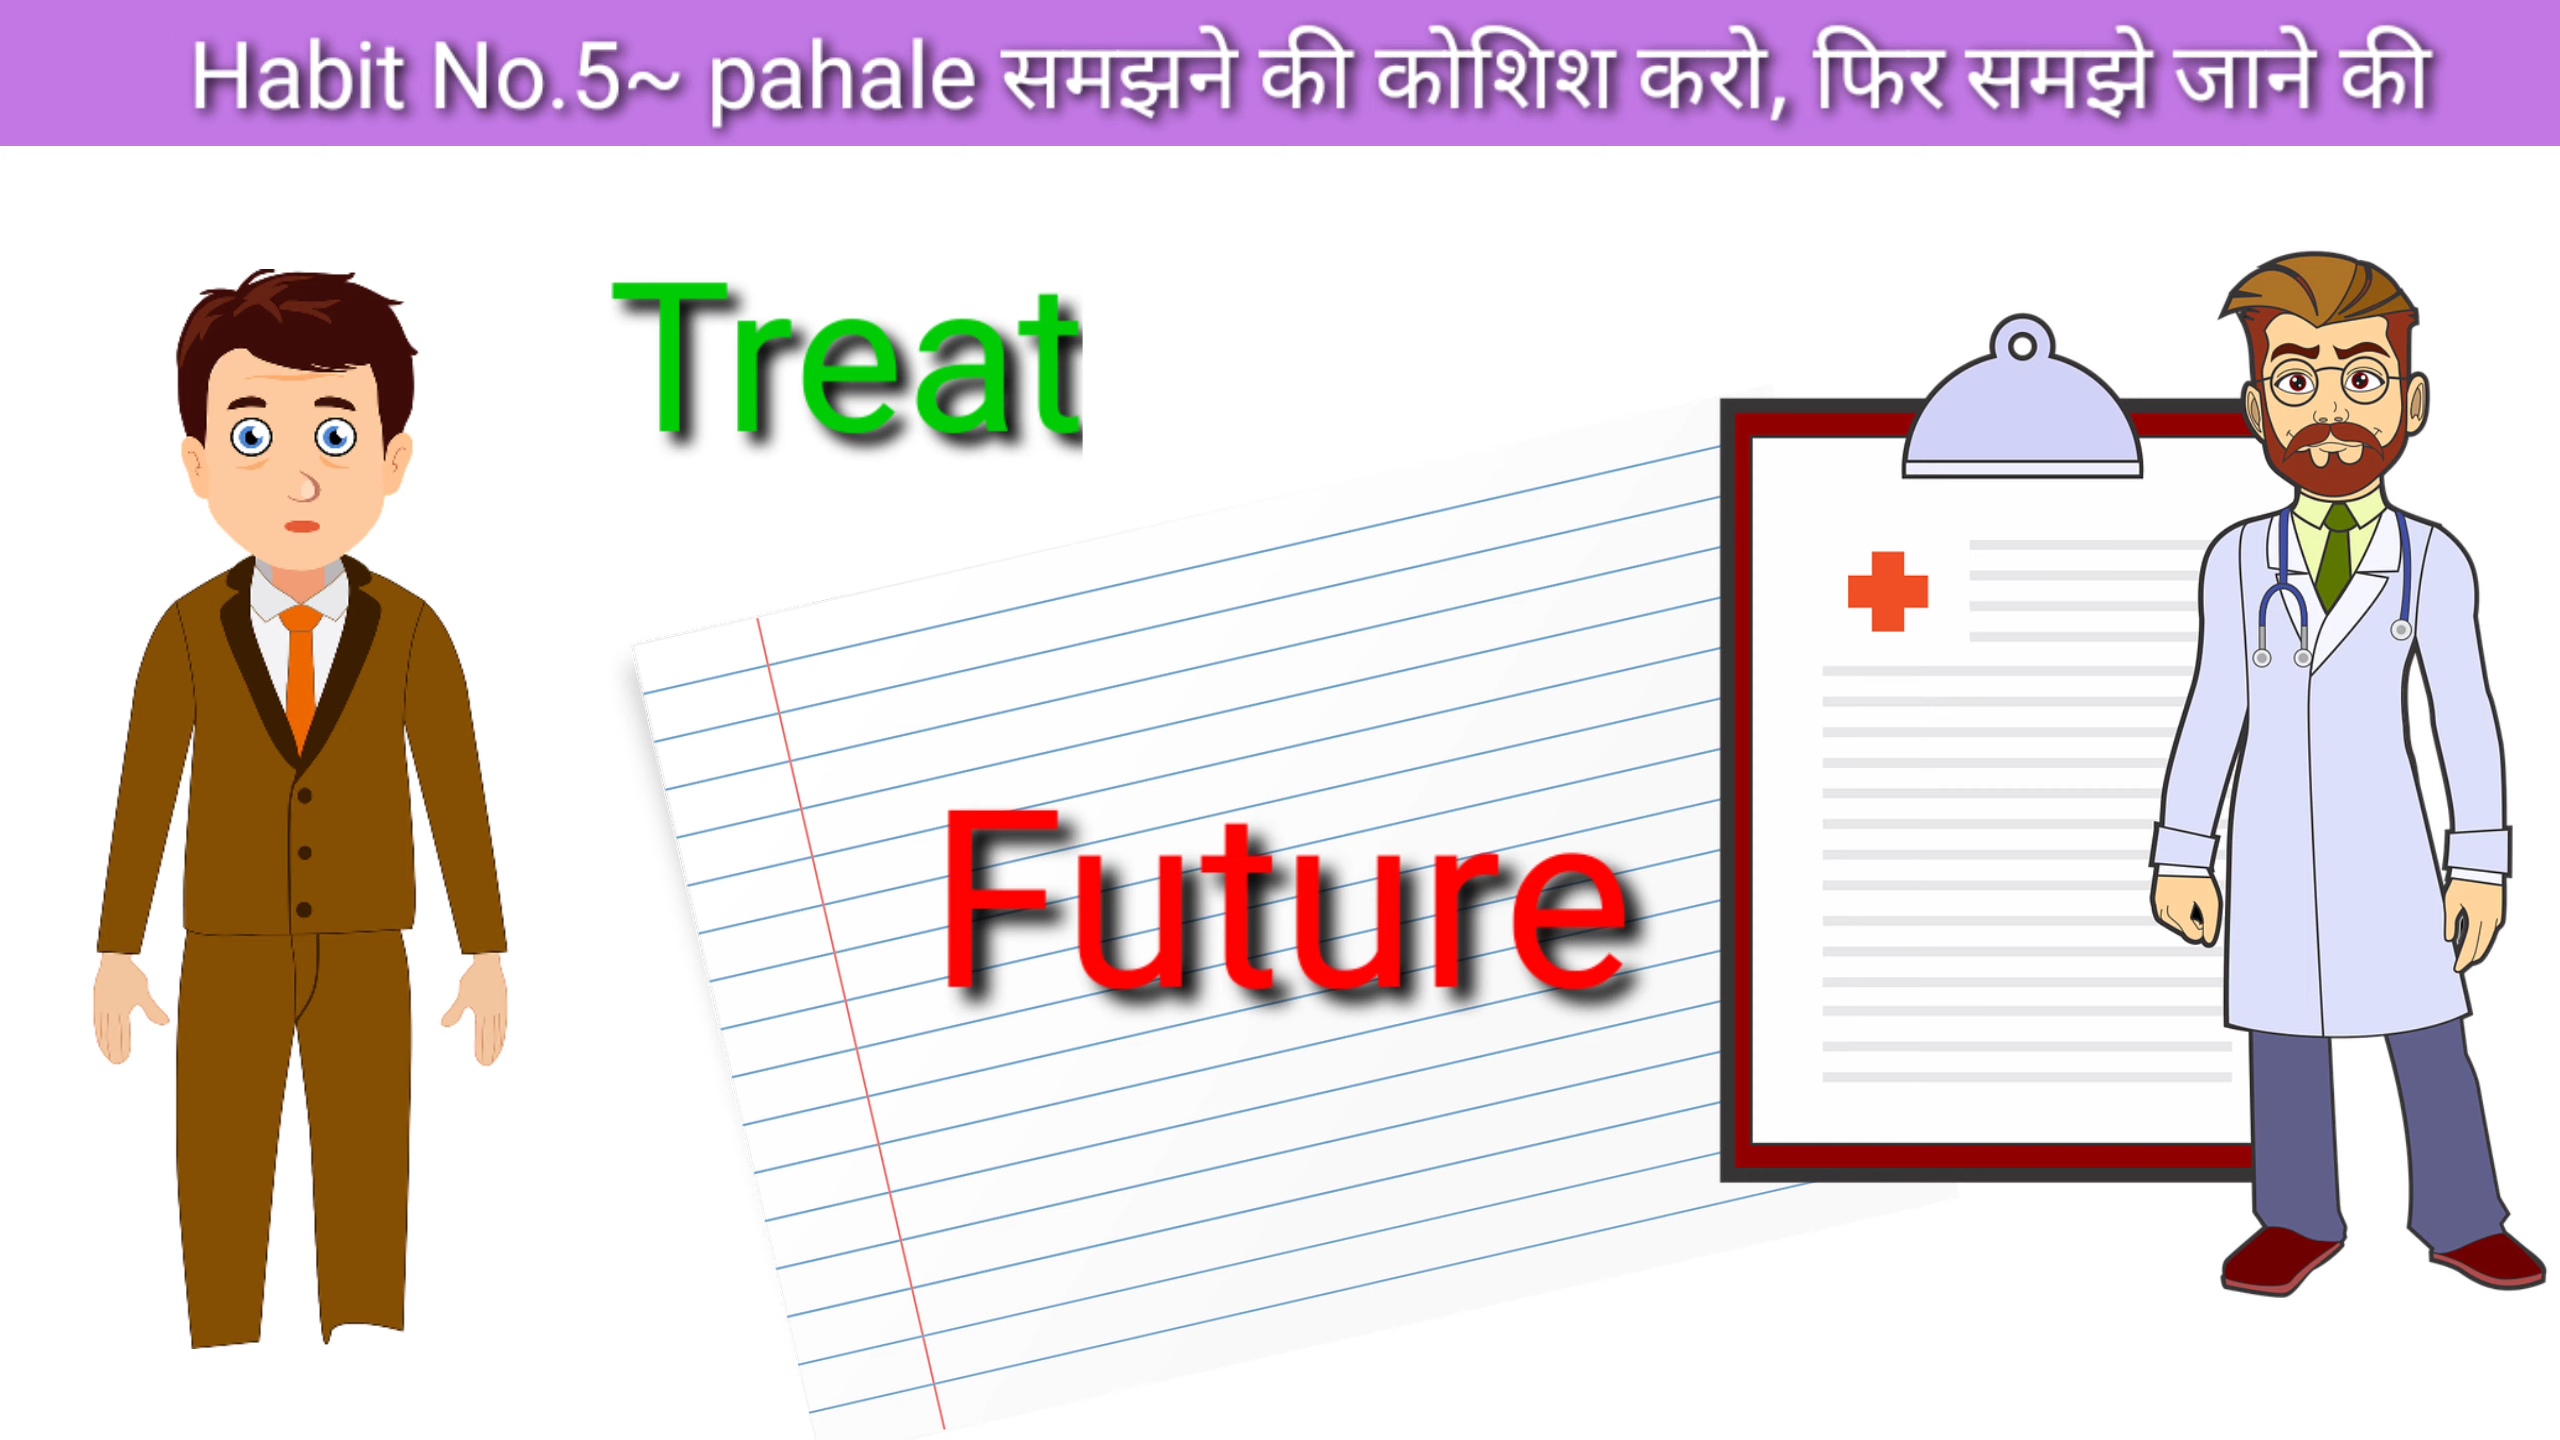 Habit No.5~ pahale समझने की कोशिश करो, फिर समझे जाने की
Treat
Future